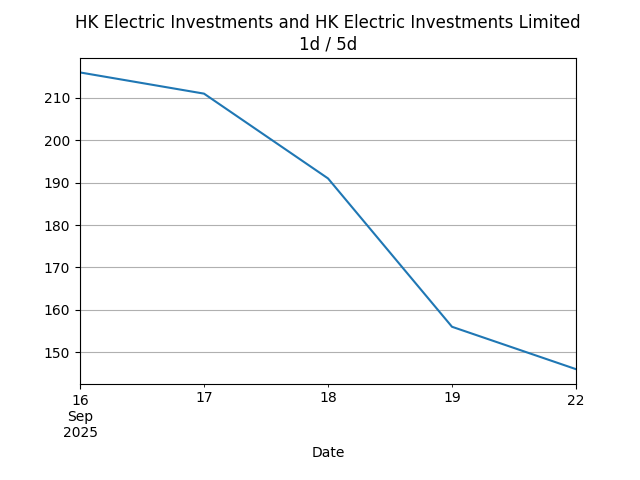 HK Electric Investments and HK Electric Investments Limited
1d / 5d
210
200
190
180
170
160
150
16 17 18 19 22
Sep
2025
Date